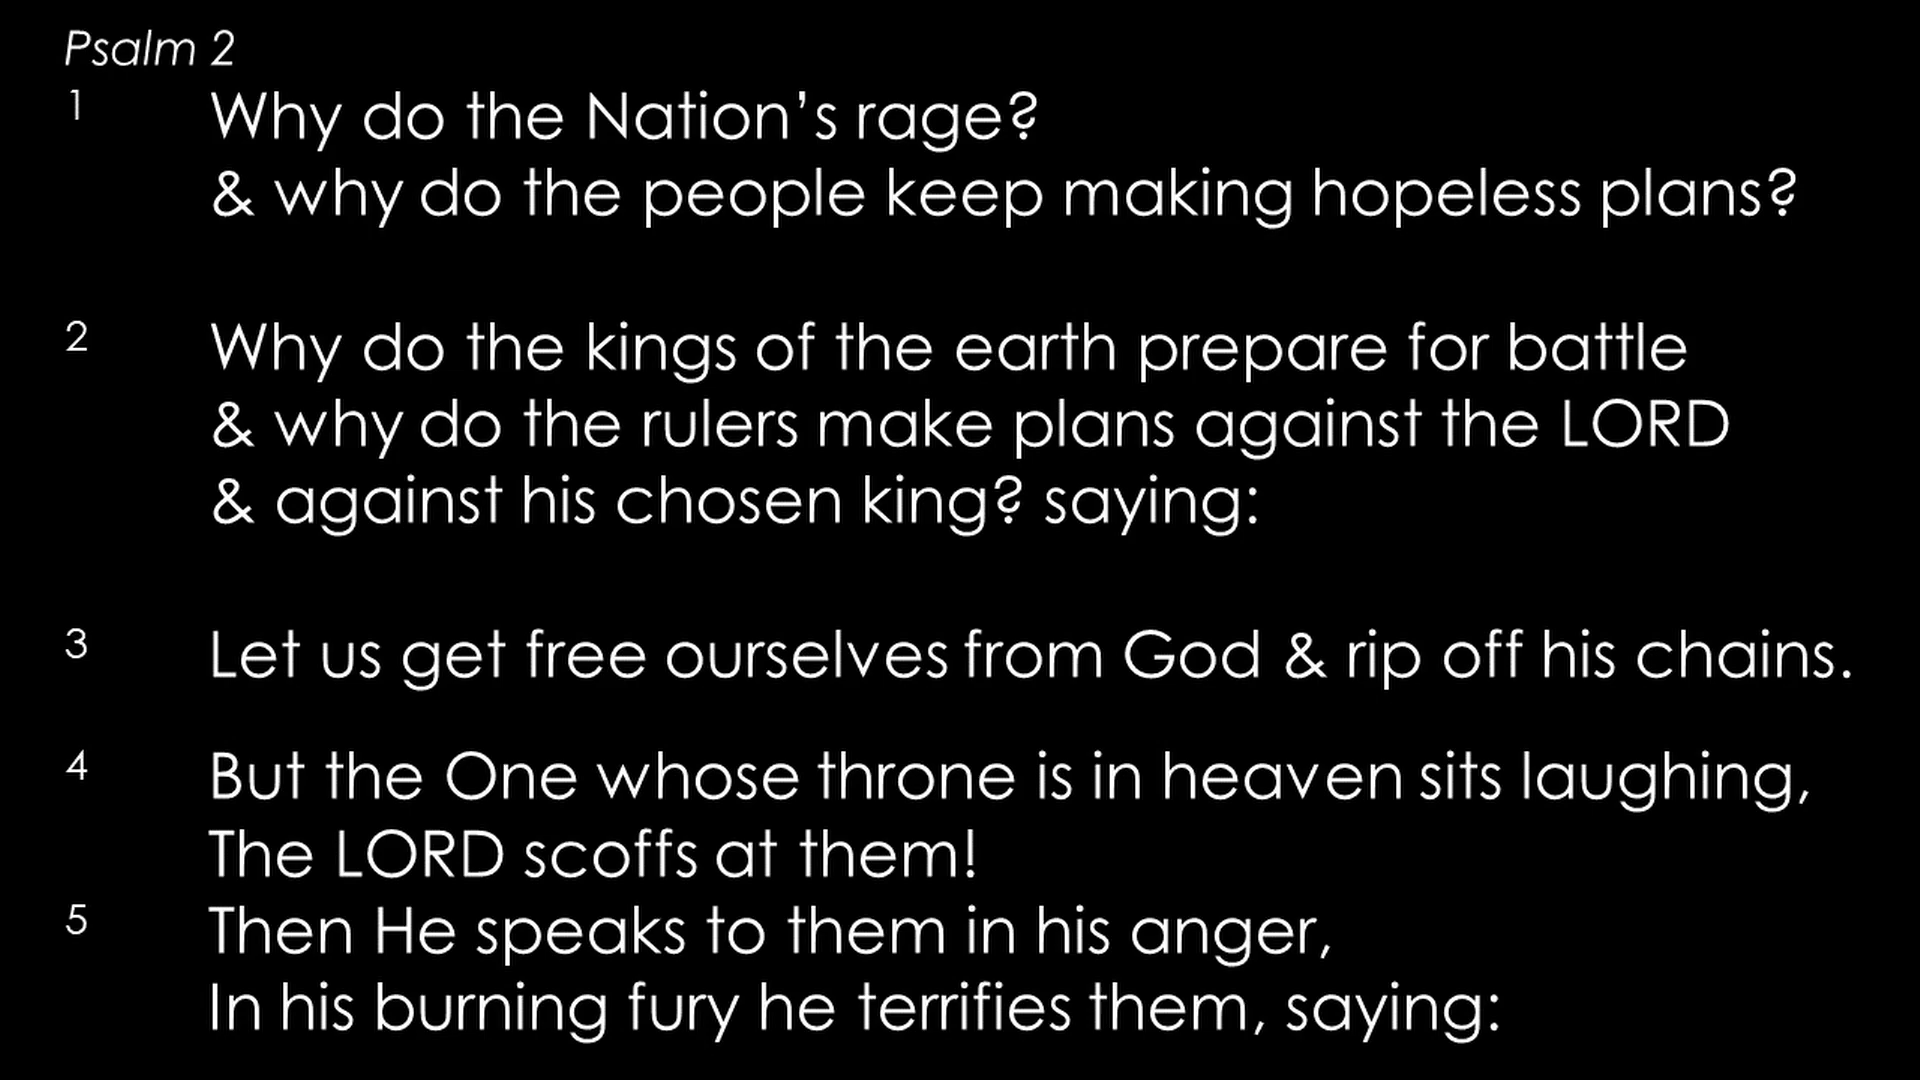 Psalm 2
1 Why do the Nation’s rage?
& why do the people keep making hopeless plans?
2 Why do the kings of the earth prepare for battle
& why do the rulers make plans against the LORD
& against his chosen king? saying:
3 Let us get free ourselves from God & rip off his chains.
4 But the One whose throne is in heaven sits laughing,
The LORD scoffs at them!
5 Then He speaks to them in his anger,
In his burning fury he terrifies them, saying: